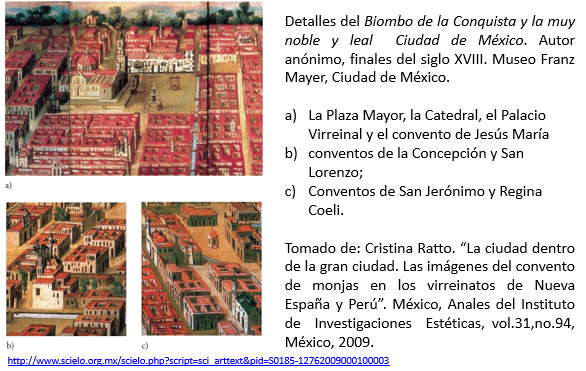 Detalles del Biombo de la Conquista y la muy
noble y leal Ciudad de México. Autor
anónimo, finales del siglo XVIII. Museo Franz
Mayer, Ciudad de México.
a) La Plaza Mayor, la Catedral, el Palacio
Virreinal y el convento de Jesús María
b) conventos de la Concepción y San
Lorenzo;
c) Conventos de San Jerónimo y Regina
Coeli.
Tomado de: Cristina Ratto. “La ciudad dentro
de la gran ciudad. Las imágenes del convento
de monjas en los virreinatos de Nueva
España y Perú”. México, Anales del Instituto
de Investigaciones Estéticas, vol.31,no.94,
México, 2009.
a)
b)
c)
http://www.scielo.org.mx/scielo.php?script=sci_arttext&pid=S0185-12762009000100003